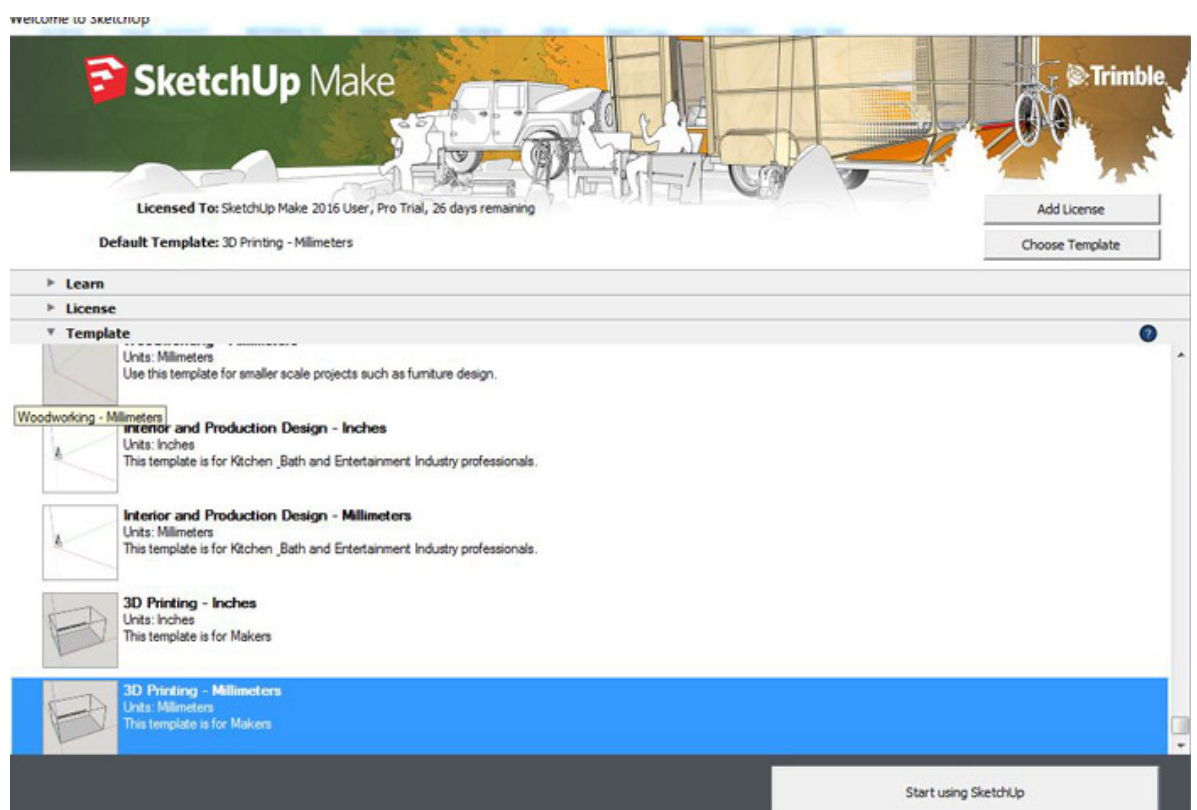 Welcome to SketchUp
SketchUp Make
Trimble
Licensed To: SketchUp Make 2016 User, Pro Trial, 26 days remaining
Add License
Default Template: 3D Printing - Millimeters
Choose Template
Learn
License
Template
?
Woodworking - Millimeters
Units: Millimeters
Use this template for smaller scale projects such as furniture design.
Woodworking - Millimeters
Interior and Production Design - Inches
Units: Inches
This template is for Kitchen _Bath and Entertainment Industry professionals.
Interior and Production Design - Millimeters
Units: Millimeters
This template is for Kitchen _Bath and Entertainment Industry professionals.
3D Printing - Inches
Units: Inches
This template is for Makers
3D Printing - Millimeters
Units: Millimeters
This template is for Makers
Start using SketchUp